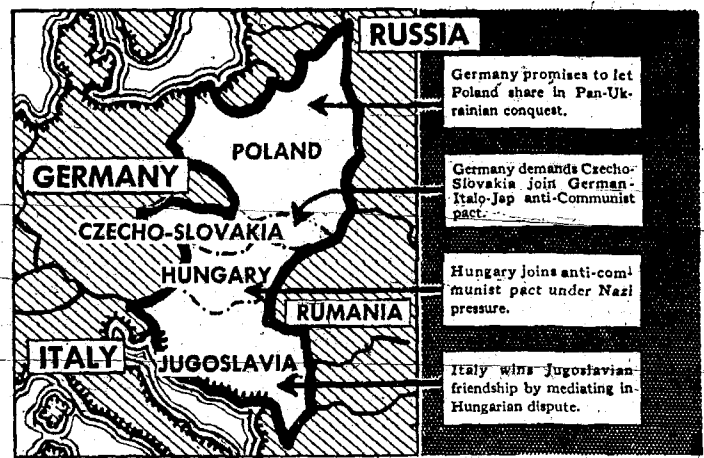 RUSSIA
Germany promises to let
Poland share in Pan-Uk-
rainian conquest.
POLAND
GERMANY
Germany demands Czecho-
Slovakia join German-
Italo-Jap anti-Communist
pact.
CZECHO-SLOVAKIA
HUNGARY
Hungary joins anti-com-
munist pact under Nazi
pressure.
RUMANIA
ITALY
JUGOSLAVIA
Italy wins Jugoslavian
friendship by mediating in
Hungarian dispute.